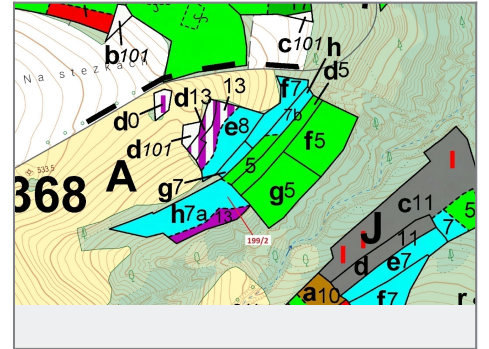 b101
c101
h
Na stezkách
f7
d5
13
d13
7b
d0
e8
f5
d101
533,5
5
A
368
g7
g5
h7a
13
199/2
I
c11
J
I
I
11
7
5
d
e7
a10
f7
r